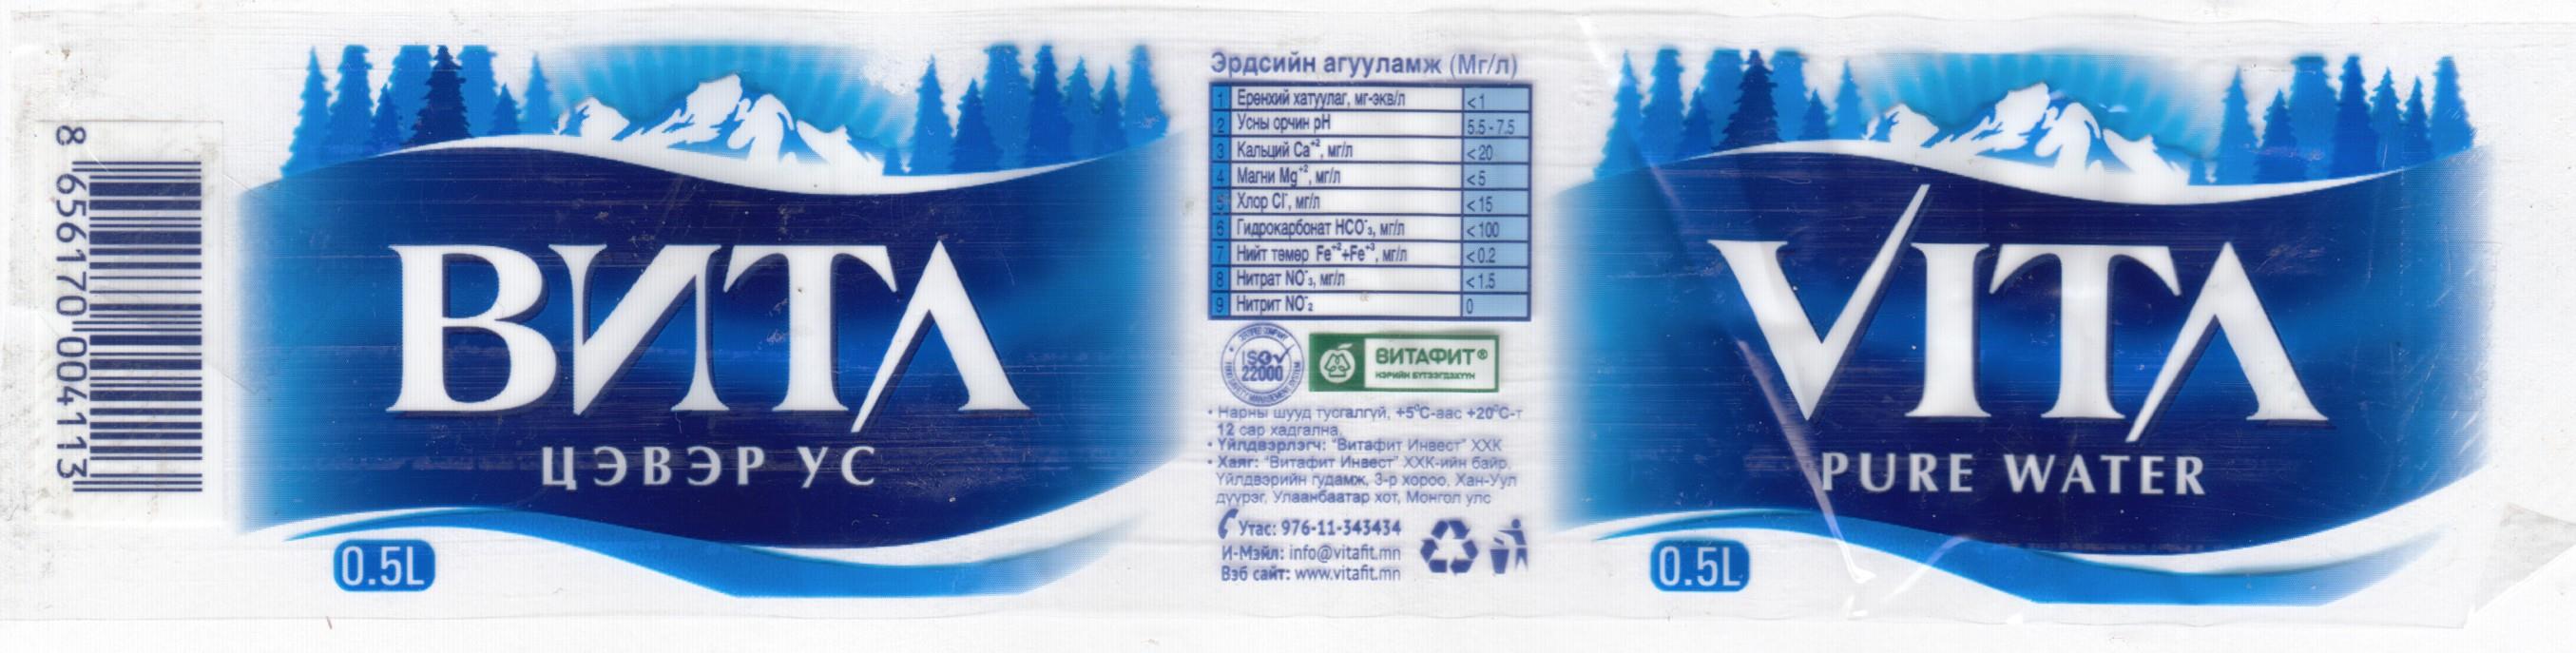 8 656170 004113
ВИТА
ЦЭВЭР УС
0.5L
Эрдсийн агууламж (Мг/л)
1 Ерөнхий хатуулаг, мг-экв/л <1
2 Усны орчин pH 5.5 - 7.5
3 Кальций Ca⁺², мг/л <20
4 Магни Mg⁺², мг/л <5
5 Хлор Cl⁻, мг/л <15
6 Гидрокарбонат HCO⁻₃, мг/л <100
7 Нийт төмөр Fe⁺²+Fe⁺³, мг/л <0.2
8 Нитрат NO⁻₃, мг/л <1.5
9 Нитрит NO⁻₂ 0
ISO
22000
ВИТАФИТ®
НЭРИЙН БҮТЭЭГДЭХҮҮН
• Нарны шууд тусгалгүй, +5°C-аас +20°C-т
12 сар хадгална.
• Үйлдвэрлэгч: "Витафит Инвест" ХХК
• Хаяг: "Витафит Инвест" ХХК-ийн байр,
Үйлдвэрийн гудамж, 3-р хороо, Хан-Уул
дүүрэг, Улаанбаатар хот, Монгол улс
Утас: 976-11-343434
И-Мэйл: info@vitafit.mn
Вэб сайт: www.vitafit.mn
VITA
PURE WATER
0.5L